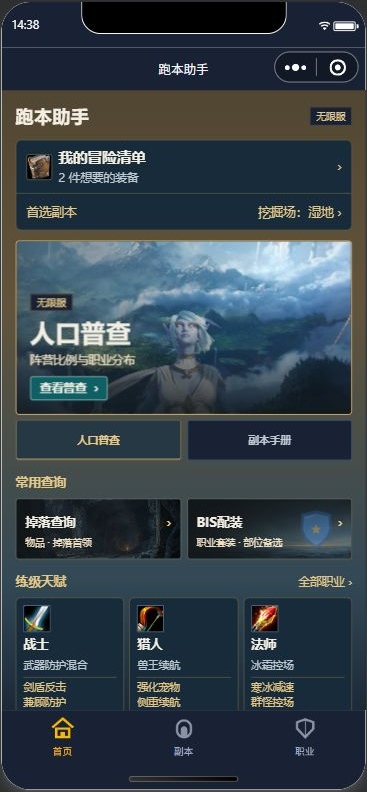 14:38
跑本助手
跑本助手
无限服
我的冒险清单
2 件想要的装备
首选副本
挖掘场：湿地 ›
无限服
人口普查
阵营比例与职业分布
查看普查 ›
人口普查
副本手册
常用查询
掉落查询
物品 · 掉落首领
BIS配装
职业套装 · 部位备选
练级天赋
全部职业 ›
战士
武器防护混合
剑盾反击
兼顾防护
猎人
兽王续航
强化宠物
侧重续航
法师
冰霜控场
寒冰减速
群怪控场
首页
副本
职业